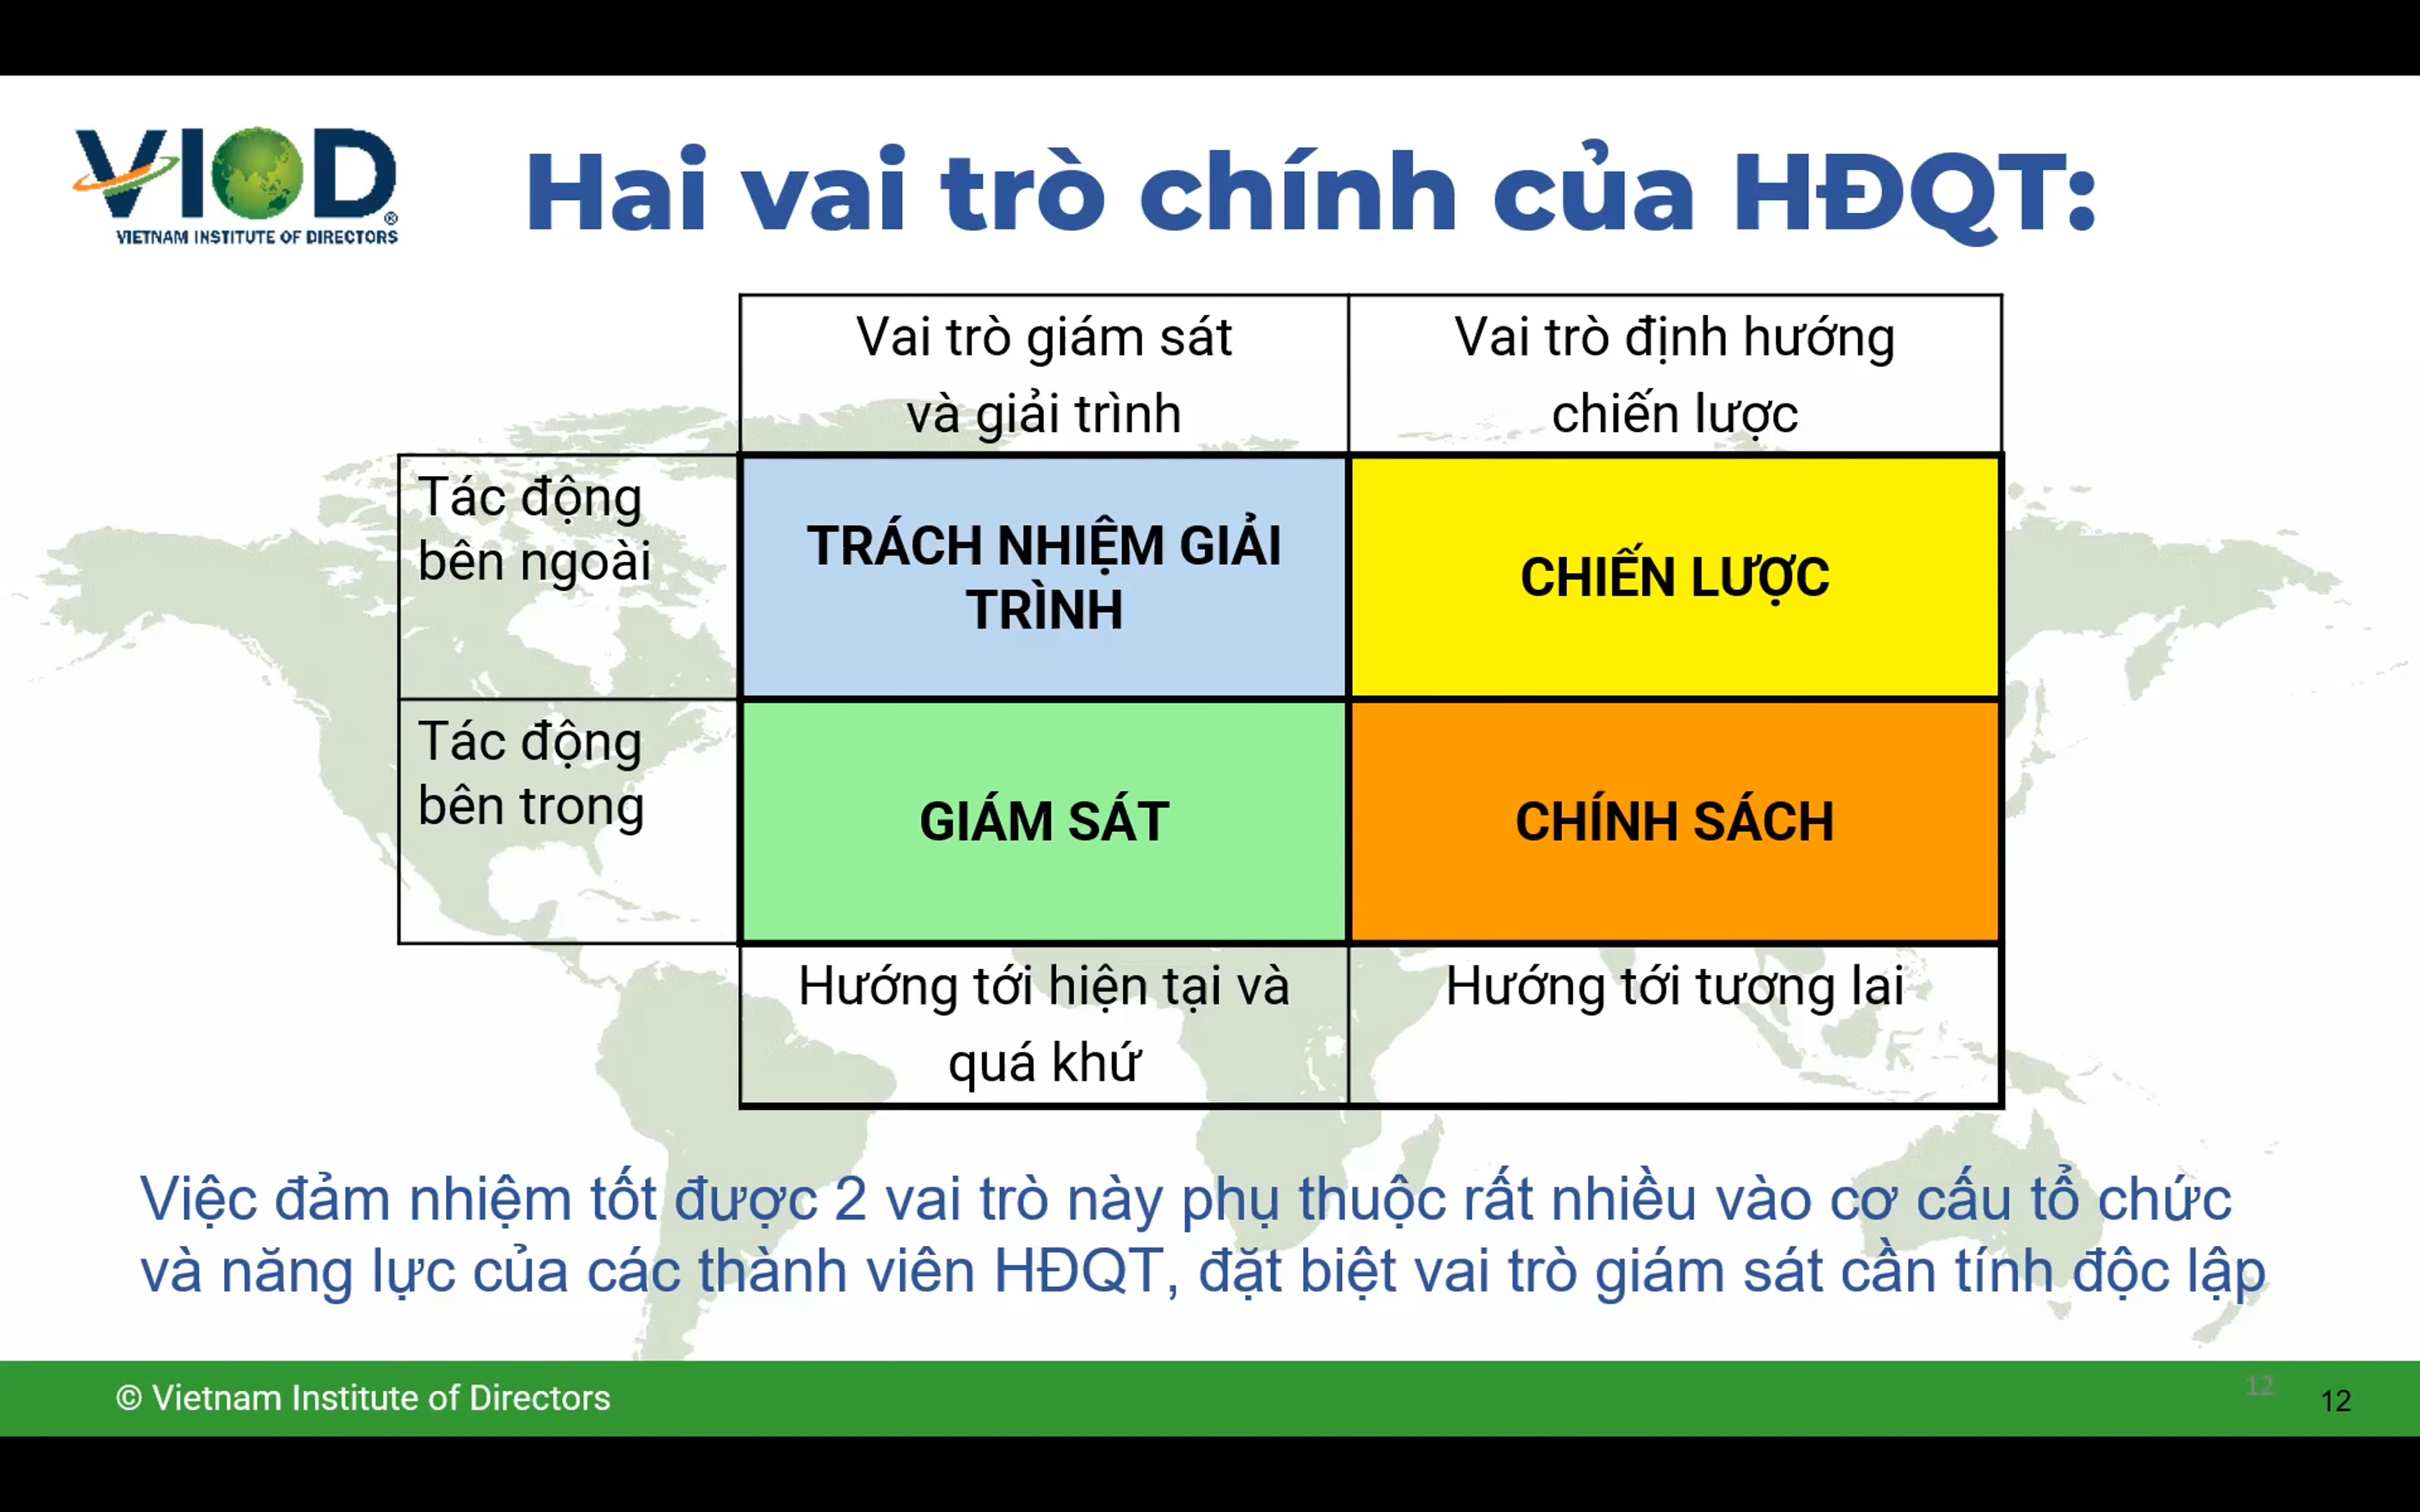 VIOD®
VIETNAM INSTITUTE OF DIRECTORS
Hai vai trò chính của HĐQT:
Vai trò giám sát
và giải trình
Vai trò định hướng
chiến lược
Tác động
bên ngoài
TRÁCH NHIỆM GIẢI
TRÌNH
CHIẾN LƯỢC
Tác động
bên trong
GIÁM SÁT
CHÍNH SÁCH
Hướng tới hiện tại và
quá khứ
Hướng tới tương lai
Việc đảm nhiệm tốt được 2 vai trò này phụ thuộc rất nhiều vào cơ cấu tổ chức
và năng lực của các thành viên HĐQT, đặt biệt vai trò giám sát cần tính độc lập
© Vietnam Institute of Directors
12
12